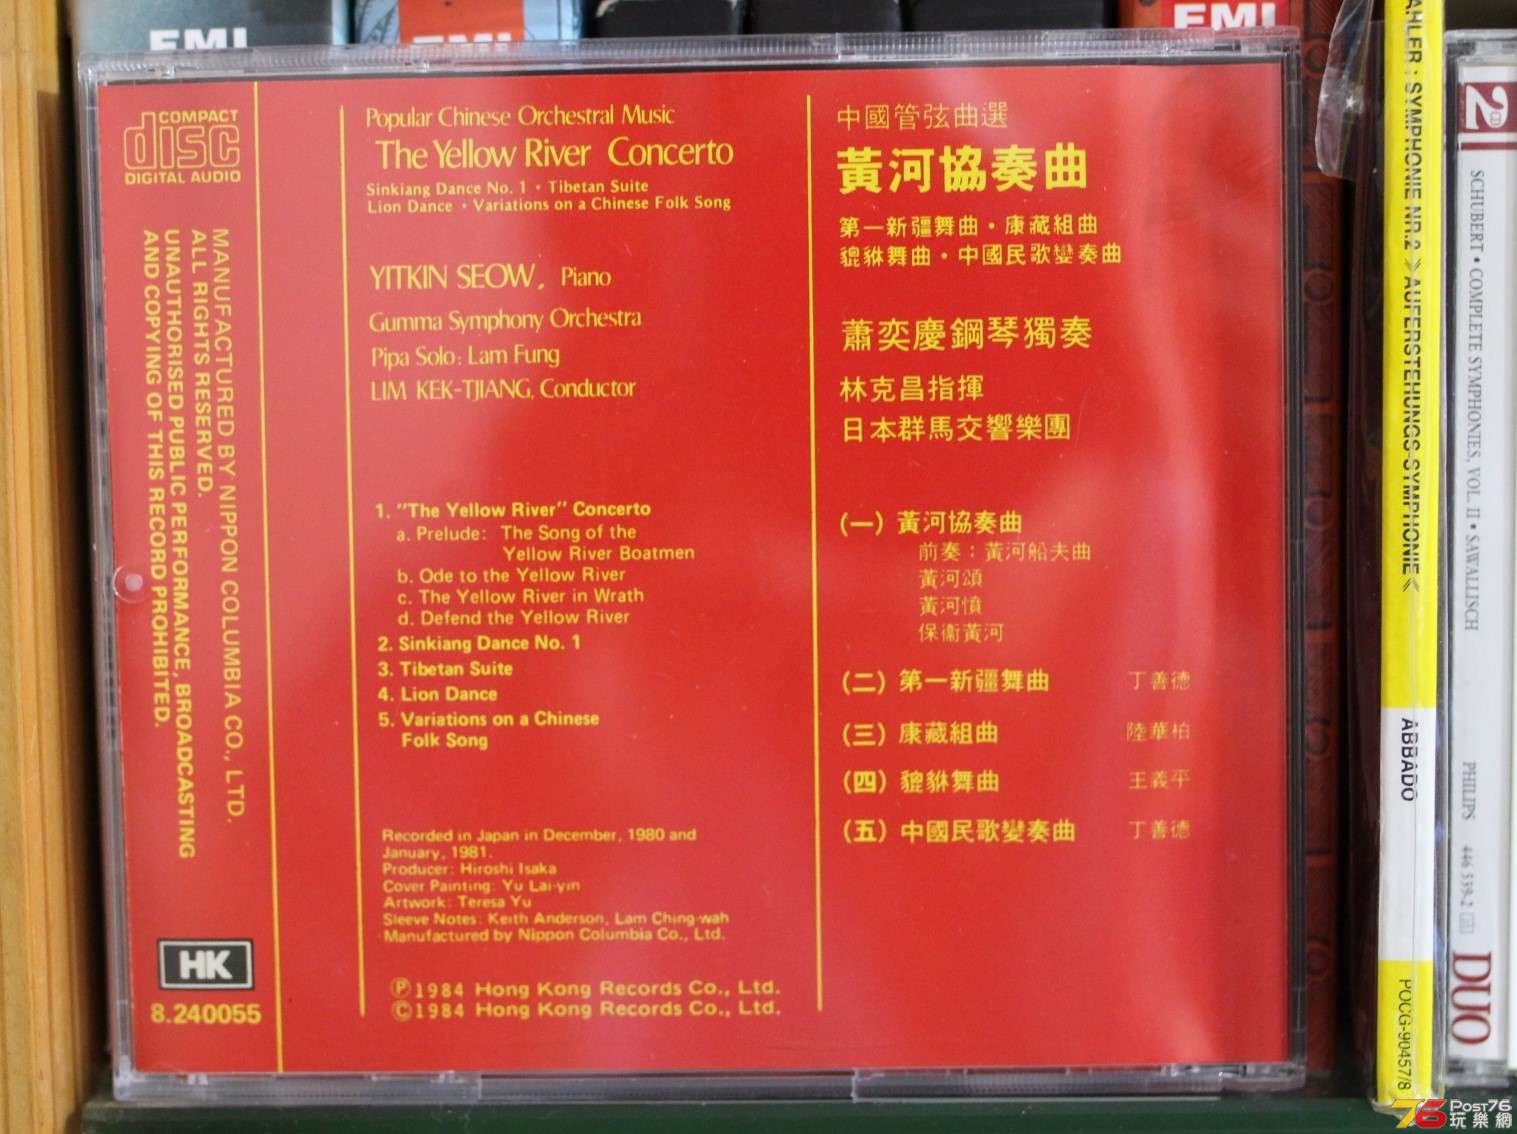 EMI
EMI
EMI
COMPACT
disc
DIGITAL AUDIO
MANUFACTURED BY NIPPON COLUMBIA CO., LTD.
ALL RIGHTS RESERVED.
UNAUTHORISED PUBLIC PERFORMANCE, BROADCASTING
AND COPYING OF THIS RECORD PROHIBITED.
HK
8.240055
Popular Chinese Orchestral Music
The Yellow River Concerto
Sinkiang Dance No. 1 • Tibetan Suite
Lion Dance • Variations on a Chinese Folk Song
YITKIN SEOW, Piano
Gumma Symphony Orchestra
Pipa Solo: Lam Fung
LIM KEK-TJIANG, Conductor
1. "The Yellow River" Concerto
a. Prelude: The Song of the
Yellow River Boatmen
b. Ode to the Yellow River
c. The Yellow River in Wrath
d. Defend the Yellow River
2. Sinkiang Dance No. 1
3. Tibetan Suite
4. Lion Dance
5. Variations on a Chinese
Folk Song
Recorded in Japan in December, 1980 and
January, 1981.
Producer: Hiroshi Isaka
Cover Painting: Yu Lai-yin
Artwork: Teresa Yu
Sleeve Notes: Keith Anderson, Lam Ching-wah
Manufactured by Nippon Columbia Co., Ltd.
Ⓟ1984 Hong Kong Records Co., Ltd.
©1984 Hong Kong Records Co., Ltd.
中國管弦曲選
黃河協奏曲
第一新疆舞曲・康藏組曲
貔貅舞曲・中國民歌變奏曲
蕭奕慶鋼琴獨奏
林克昌指揮
日本群馬交響樂團
(一) 黃河協奏曲
前奏：黃河船夫曲
黃河頌
黃河憤
保衞黃河
(二) 第一新疆舞曲 丁善德
(三) 康藏組曲 陸華柏
(四) 貔貅舞曲 王義平
(五) 中國民歌變奏曲 丁善德
AHLER: SYMPHONIE NR.2 》AUFERSTEHUNGS-SYMPHONIE《
ABBADO
POCG-90457/8
2
CD
SCHUBERT • COMPLETE SYMPHONIES, VOL. II • SAWALLISCH
PHILIPS
446 539-2
DUO
76 Post76
玩樂網